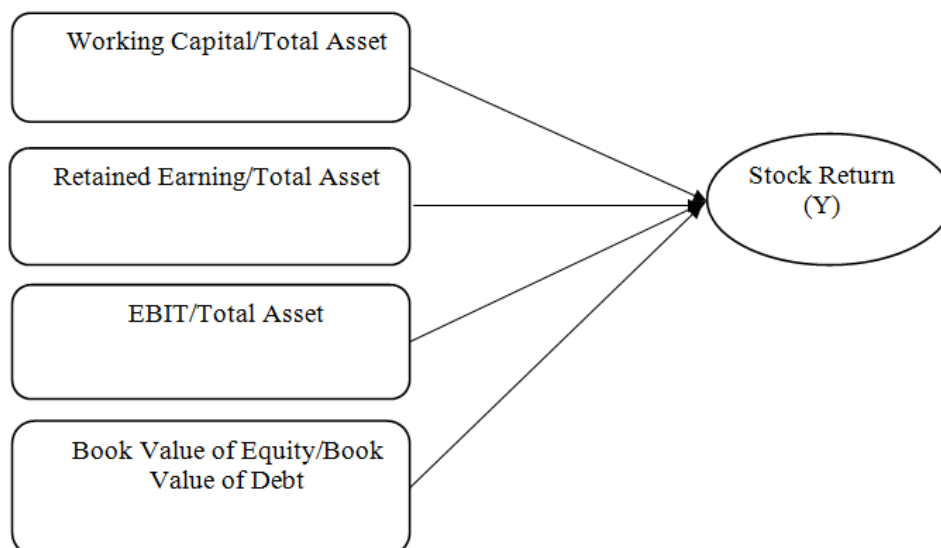 Working Capital/Total Asset
Retained Earning/Total Asset
Stock Return
(Y)
EBIT/Total Asset
Book Value of Equity/Book
Value of Debt